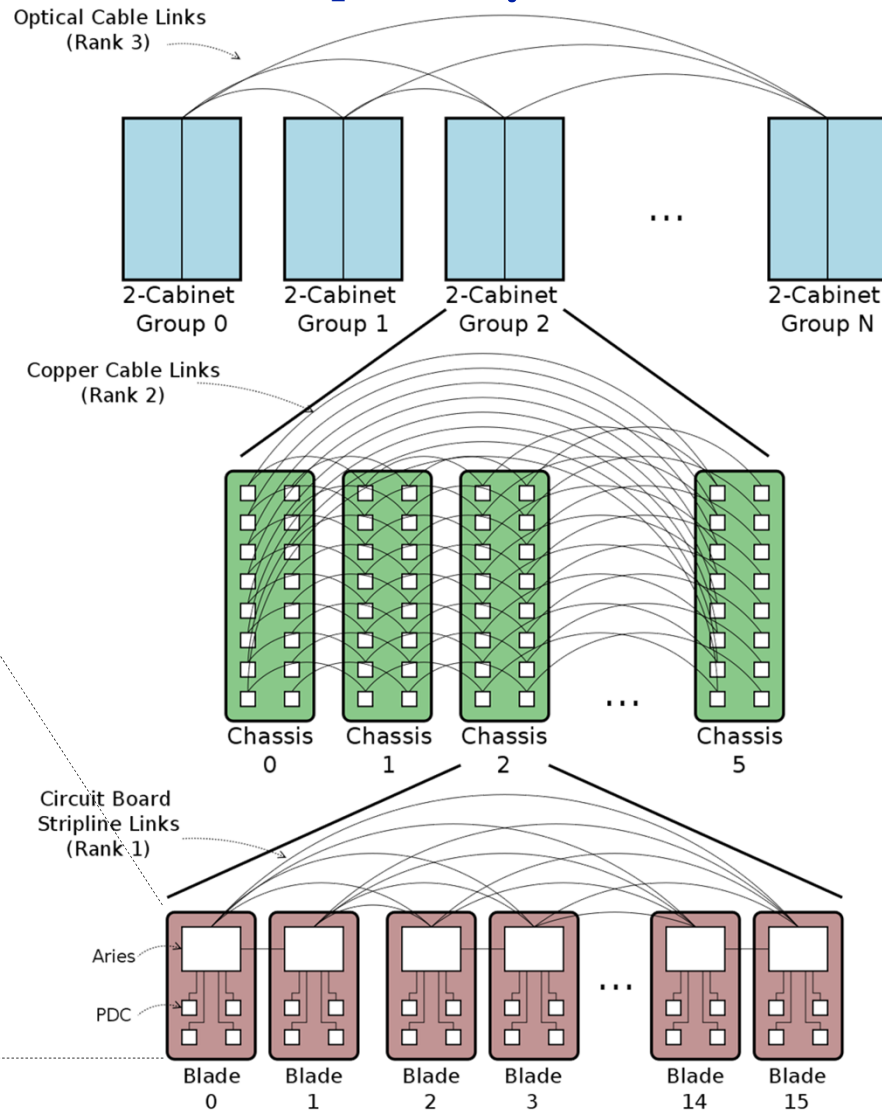 Optical Cable Links
(Rank 3)
...
2-Cabinet
Group 0
2-Cabinet
Group 1
2-Cabinet
Group 2
2-Cabinet
Group N
Copper Cable Links
(Rank 2)
...
Chassis
0
Chassis
1
Chassis
2
Chassis
5
Circuit Board
Stripline Links
(Rank 1)
Aries
PDC
...
Blade
0
Blade
1
Blade
2
Blade
3
Blade
14
Blade
15